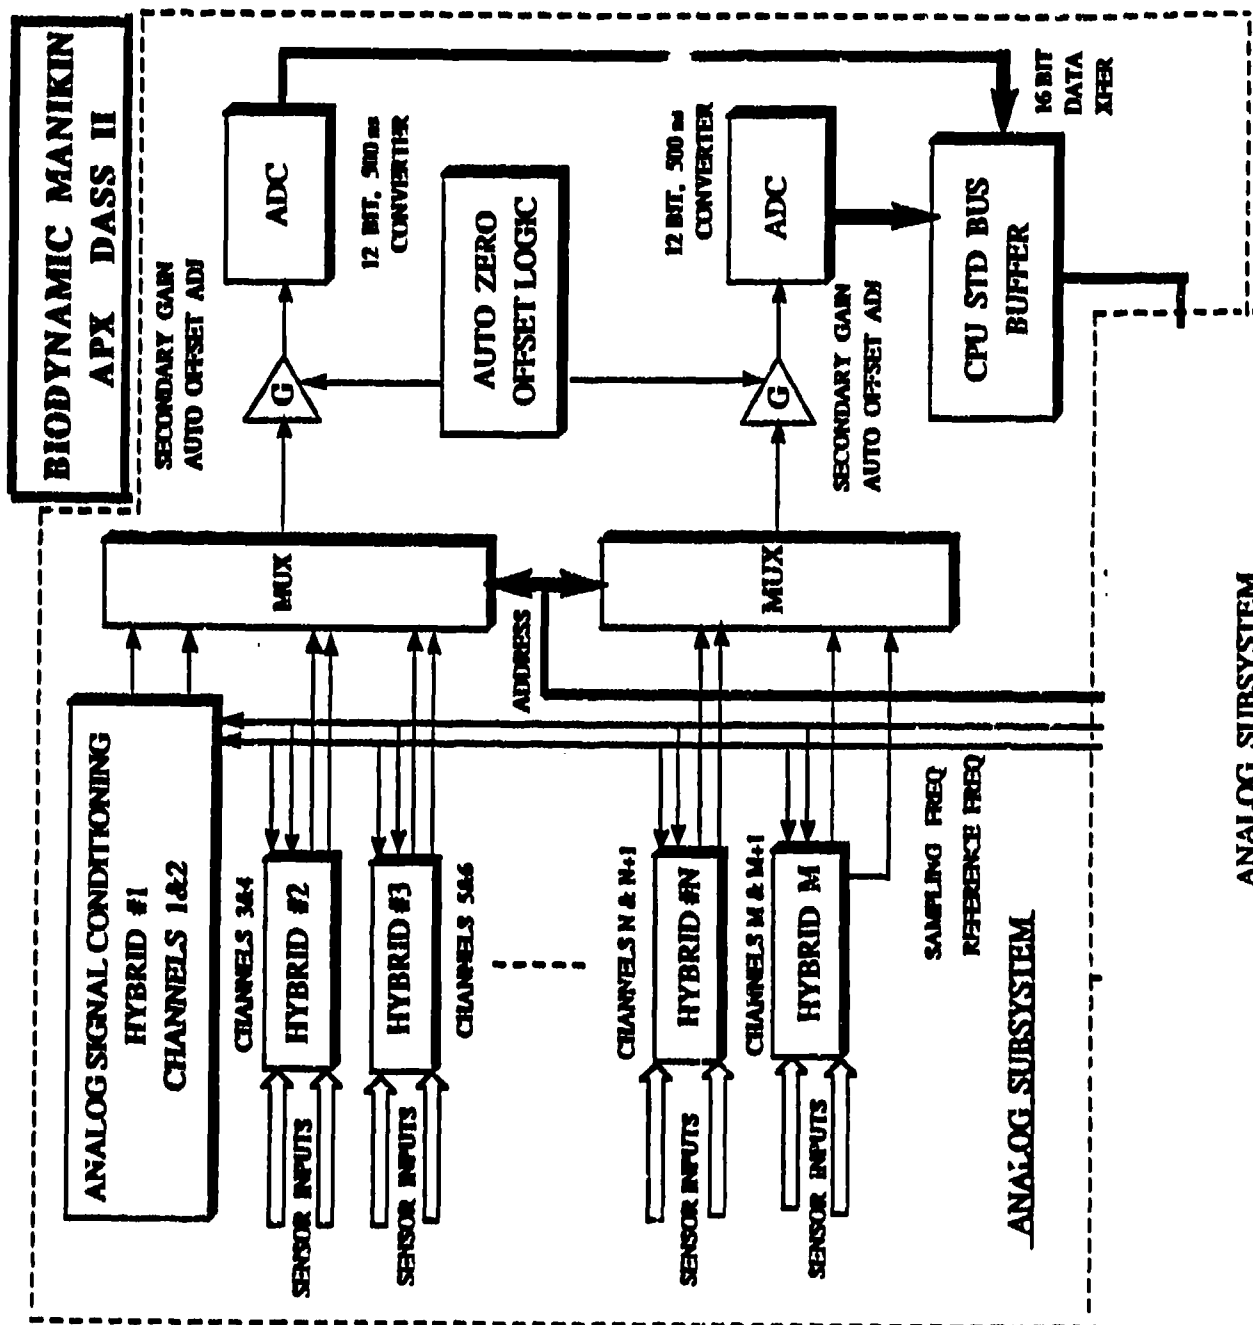 BIODYNAMIC MANIKIN
APX DASS II
ANALOG SIGNAL CONDITIONING
HYBRID #1
CHANNELS 1&2
CHANNELS 3&4
HYBRID #2
SENSOR INPUTS
HYBRID #3
CHANNELS 5&6
SENSOR INPUTS
CHANNELS N & N+1
HYBRID #N
SENSOR INPUTS
CHANNELS M & M+1
HYBRID M
SENSOR INPUTS
MUX
ADDRESS
MUX
SAMPLING FREQ
REFERENCE FREQ
SECONDARY GAIN
AUTO OFFSET ADJ
G
ADC
12 BIT, 500 ns
CONVERTER
AUTO ZERO
OFFSET LOGIC
12 BIT, 500 ns
CONVERTER
G
ADC
SECONDARY GAIN
AUTO OFFSET ADJ
CPU STD BUS
BUFFER
16 BIT
DATA
XFER
ANALOG SUBSYSTEM
ANALOG SUBSYSTEM